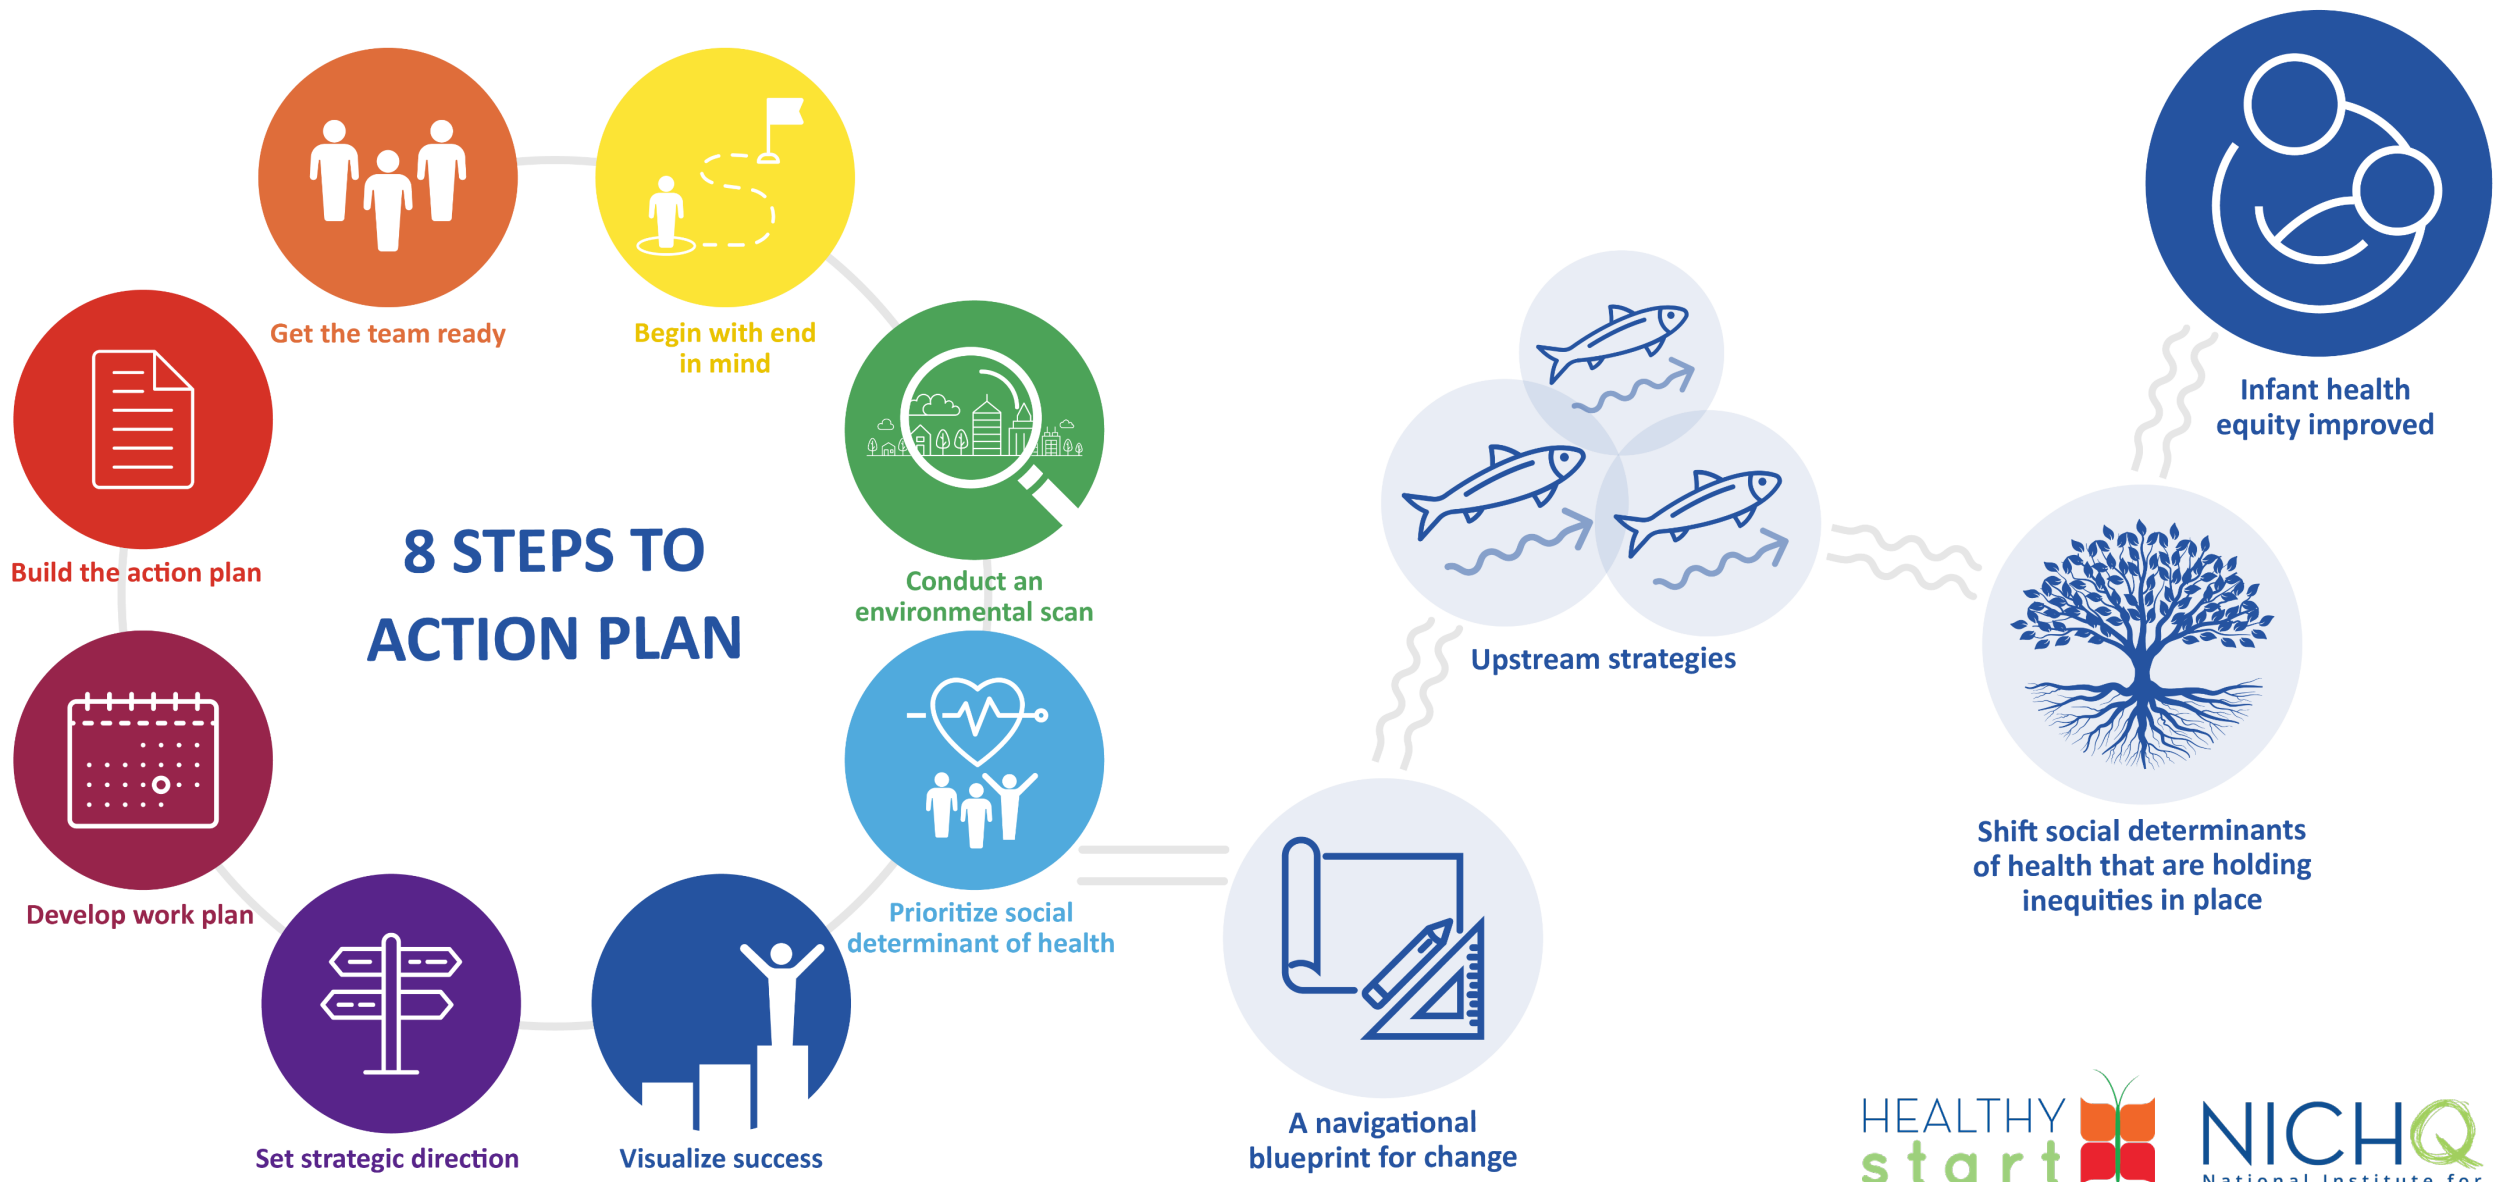 Get the team ready
Begin with end
in mind
Conduct an
environmental scan
Prioritize social
determinant of health
Visualize success
Set strategic direction
Develop work plan
Build the action plan
8 STEPS TO
ACTION PLAN
A navigational
blueprint for change
Upstream strategies
Shift social determinants
of health that are holding
inequities in place
Infant health
equity improved
HEALTHY
start
NICHQ
National Institute for